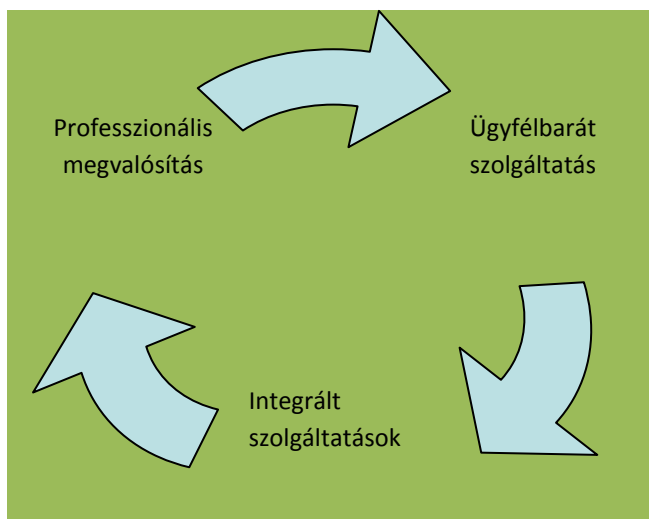 Professzionális
megvalósítás
Ügyfélbarát
szolgáltatás
Integrált
szolgáltatások